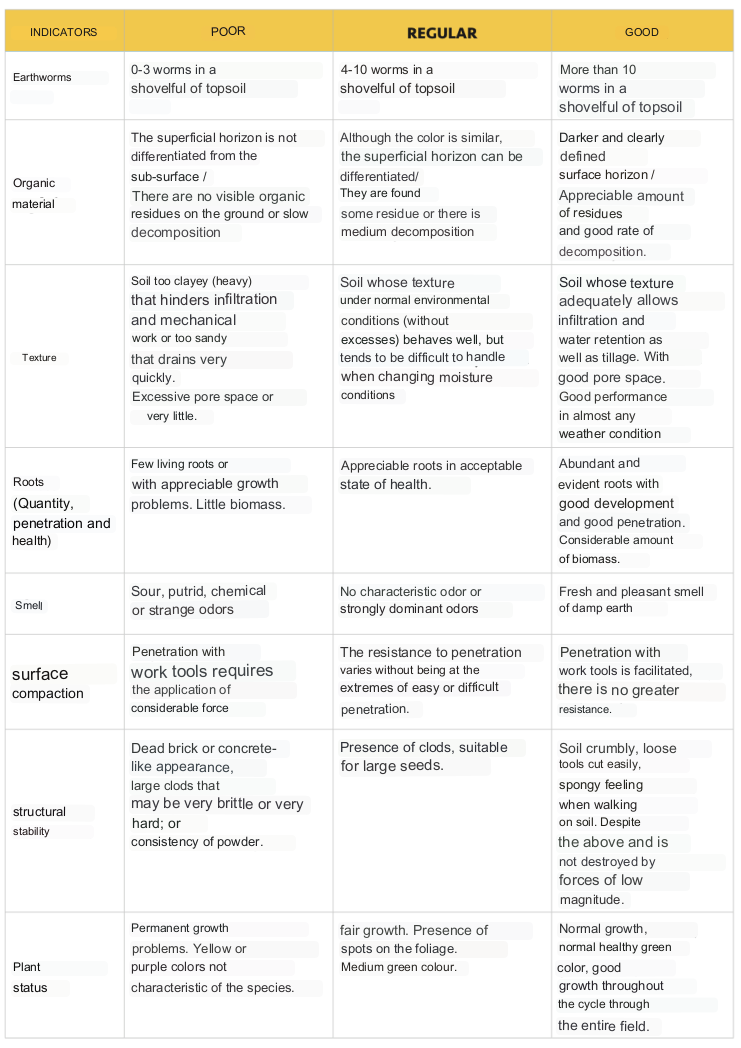 INDICATORS
POOR
REGULAR
GOOD
Earthworms
0-3 worms in a
shovelful of topsoil
4-10 worms in a
shovelful of topsoil
More than 10
worms in a
shovelful of topsoil
Organic
material
The superficial horizon is not
differentiated from the
sub-surface /
There are no visible organic
residues on the ground or slow
decomposition
Although the color is similar,
the superficial horizon can be
differentiated/
They are found
some residue or there is
medium decomposition
Darker and clearly
defined
surface horizon /
Appreciable amount
of residues
and good rate of
decomposition.
Texture
Soil too clayey (heavy)
that hinders infiltration
and mechanical
work or too sandy
that drains very
quickly.
Excessive pore space or
very little.
Soil whose texture
under normal environmental
conditions (without
excesses) behaves well, but
tends to be difficult to handle
when changing moisture
conditions
Soil whose texture
adequately allows
infiltration and
water retention as
well as tillage. With
good pore space.
Good performance
in almost any
weather condition
Roots
(Quantity,
penetration and
health)
Few living roots or
with appreciable growth
problems. Little biomass.
Appreciable roots in acceptable
state of health.
Abundant and
evident roots with
good development
and good penetration.
Considerable amount
of biomass.
Smell
Sour, putrid, chemical
or strange odors
No characteristic odor or
strongly dominant odors
Fresh and pleasant smell
of damp earth
surface
compaction
Penetration with
work tools requires
the application of
considerable force
The resistance to penetration
varies without being at the
extremes of easy or difficult
penetration.
Penetration with
work tools is facilitated,
there is no greater
resistance.
structural
stability
Dead brick or concrete-
like appearance,
large clods that
may be very brittle or very
hard; or
consistency of powder.
Presence of clods, suitable
for large seeds.
Soil crumbly, loose
tools cut easily,
spongy feeling
when walking
on soil. Despite
the above and is
not destroyed by
forces of low
magnitude.
Plant
status
Permanent growth
problems. Yellow or
purple colors not
characteristic of the species.
fair growth. Presence of
spots on the foliage.
Medium green colour.
Normal growth,
normal healthy green
color, good
growth throughout
the cycle through
the entire field.